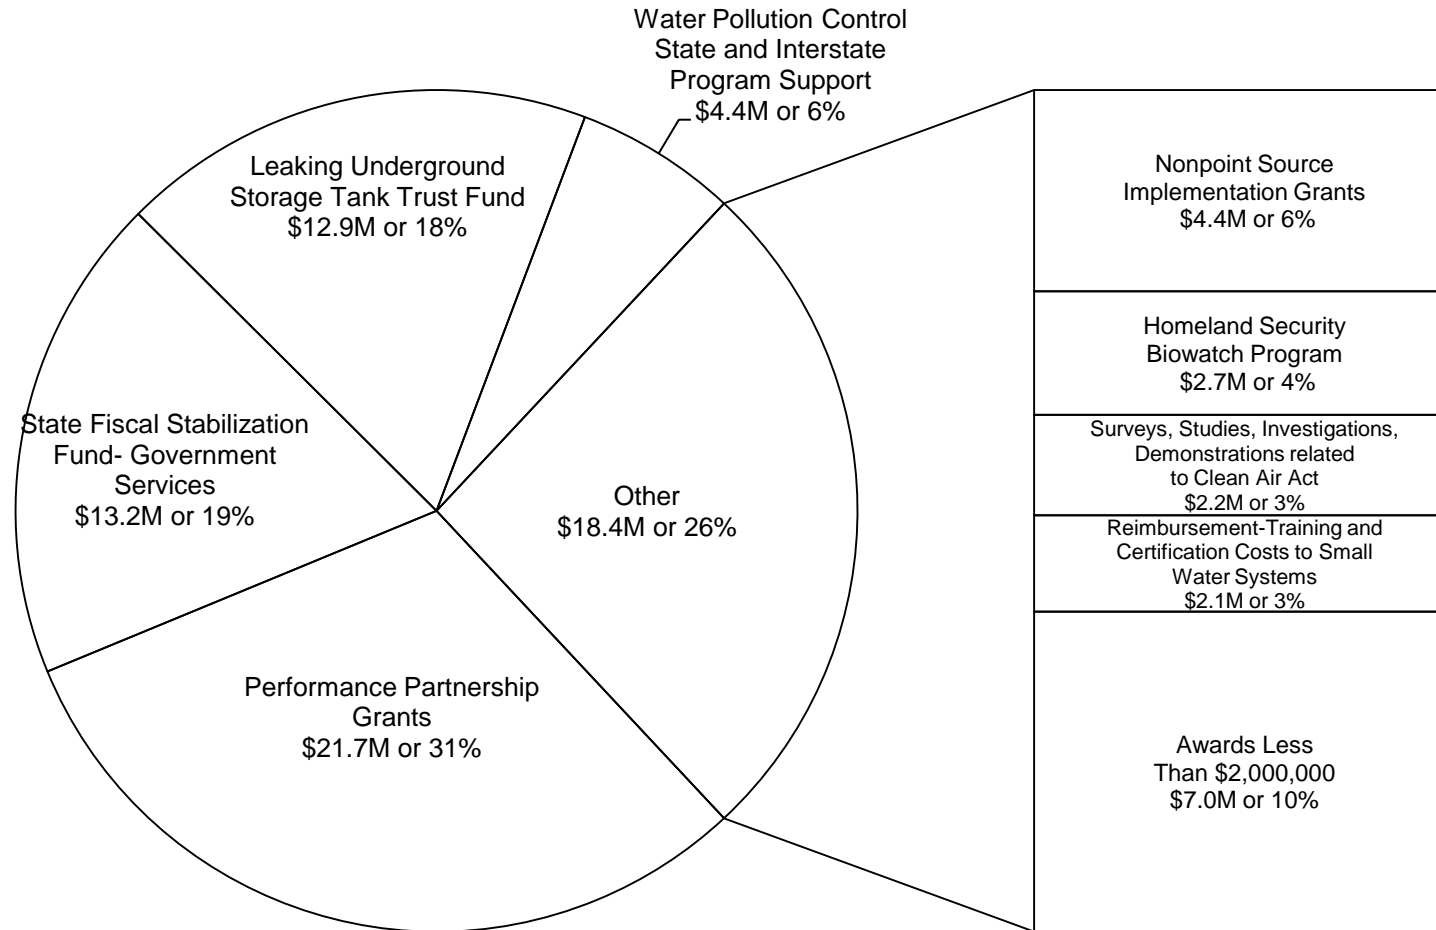 Water Pollution Control
State and Interstate
Program Support
$4.4M or 6%
Leaking Underground
Storage Tank Trust Fund
$12.9M or 18%
State Fiscal Stabilization
Fund- Government
Services
$13.2M or 19%
Other
$18.4M or 26%
Performance Partnership
Grants
$21.7M or 31%
Nonpoint Source
Implementation Grants
$4.4M or 6%
Homeland Security
Biowatch Program
$2.7M or 4%
Surveys, Studies, Investigations,
Demonstrations related
to Clean Air Act
$2.2M or 3%
Reimbursement-Training and
Certification Costs to Small
Water Systems
$2.1M or 3%
Awards Less
Than $2,000,000
$7.0M or 10%